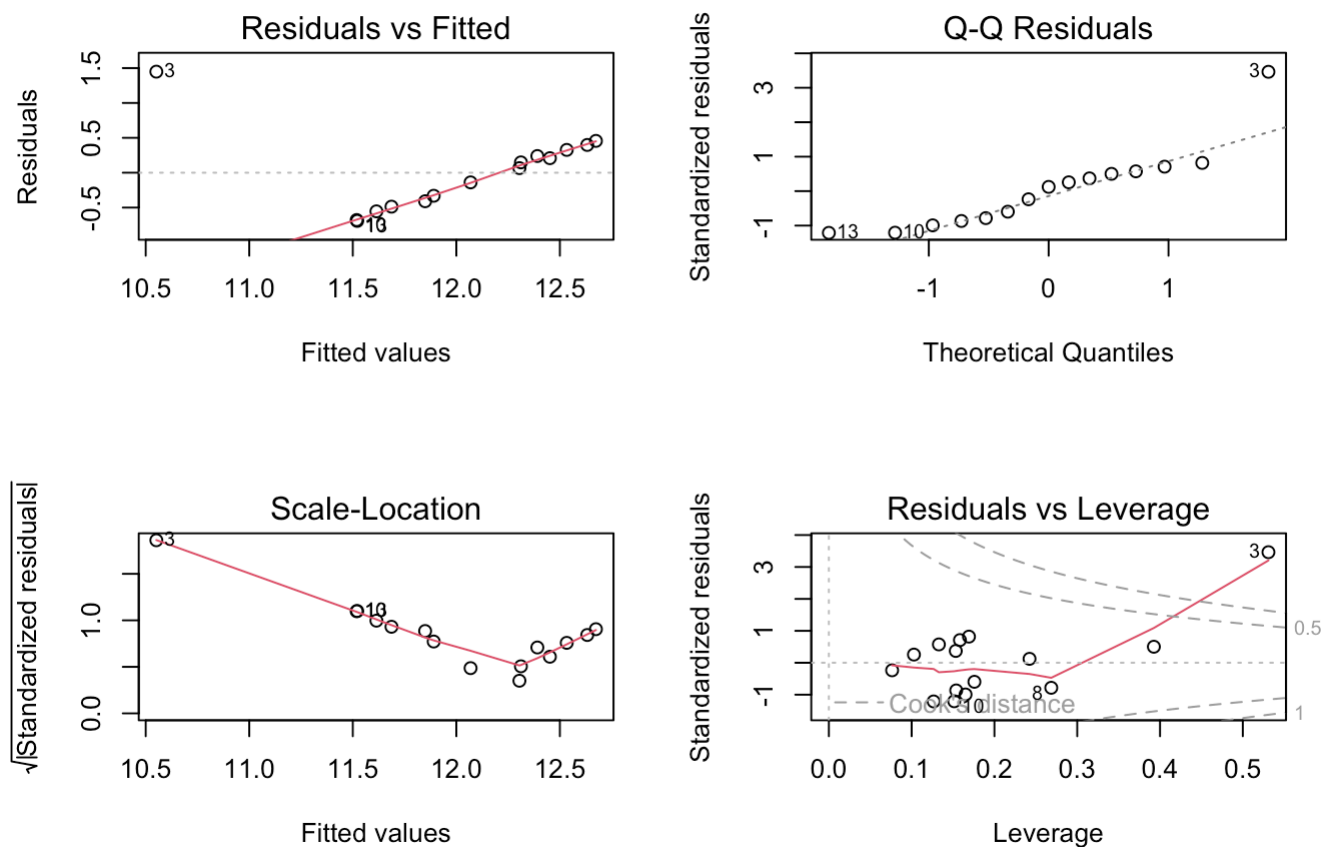 Residuals vs Fitted
Residuals
-0.5 0.5 1.5
3
10.5 11.0 11.5 12.0 12.5
Fitted values
Q-Q Residuals
Standardized residuals
-1 1 3
3
13
10
-1 0 1
Theoretical Quantiles
Scale-Location
√|Standardized residuals|
0.0 1.0
3
10.5 11.0 11.5 12.0 12.5
Fitted values
Residuals vs Leverage
Standardized residuals
-1 1 3
3
0.5
8
10
Cook's distance
1
0.0 0.1 0.2 0.3 0.4 0.5
Leverage